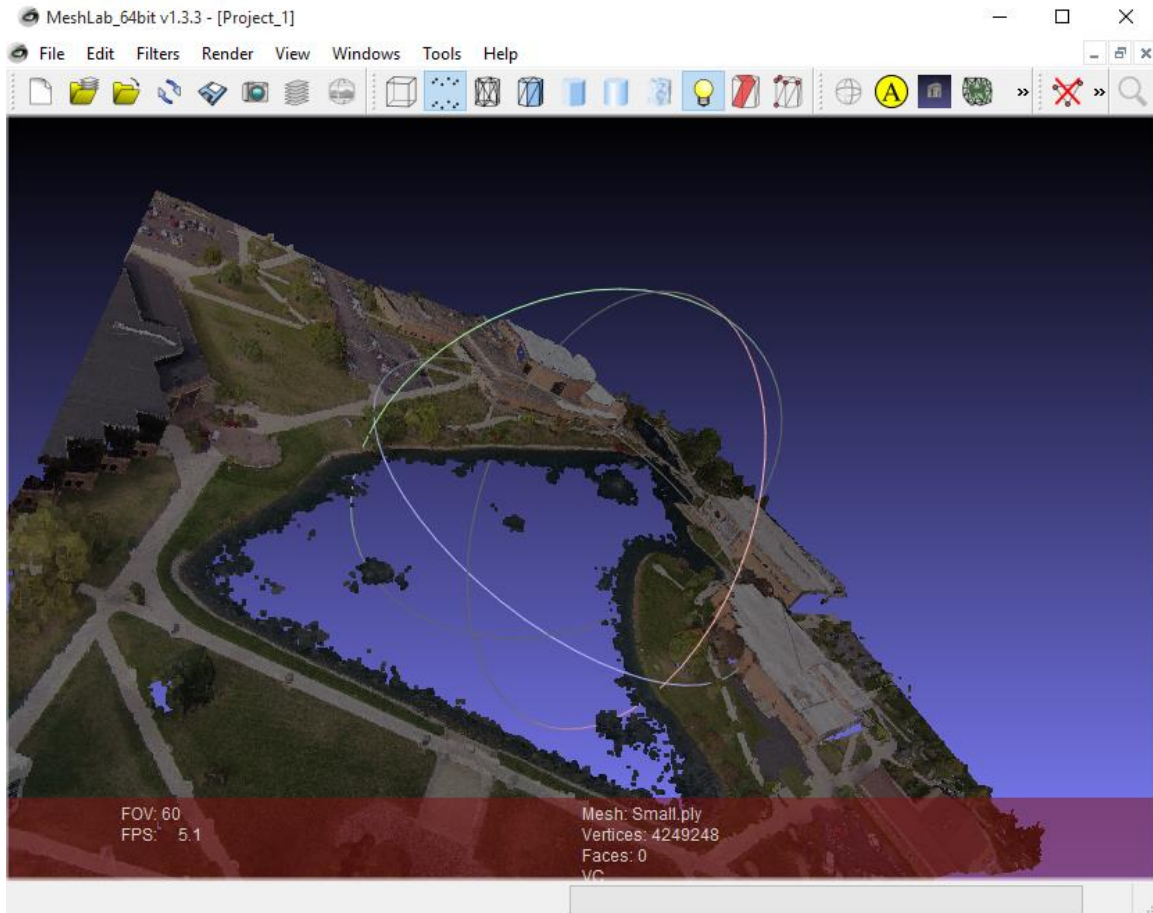 MeshLab_64bit v1.3.3 - [Project_1]
File Edit Filters Render View Windows Tools Help
A
FOV: 60
FPS: 5.1
Mesh: Small.ply
Vertices: 4249248
Faces: 0
VC